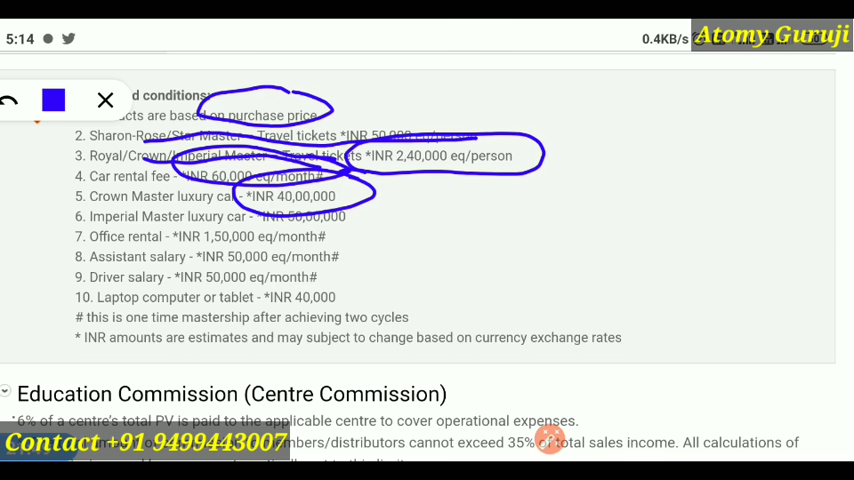 5:14
0.4KB/s
Atomy Guruji
d conditions:
ucts are based on purchase price
2. Sharon-Rose/Star Master - Travel tickets *INR 50,000 eq/person
3. Royal/Crown/Imperial Master - Travel tickets *INR 2,40,000 eq/person
4. Car rental fee - *INR 60,000 eq/month#
5. Crown Master luxury car - *INR 40,00,000
6. Imperial Master luxury car - *INR 50,00,000
7. Office rental - *INR 1,50,000 eq/month#
8. Assistant salary - *INR 50,000 eq/month#
9. Driver salary - *INR 50,000 eq/month#
10. Laptop computer or tablet - *INR 40,000
# this is one time mastership after achieving two cycles
* INR amounts are estimates and may subject to change based on currency exchange rates
Education Commission (Centre Commission)
*6% of a centre's total PV is paid to the applicable centre to cover operational expenses.
Contact +91 9499443007
members/distributors cannot exceed 35% of total sales income. All calculations of